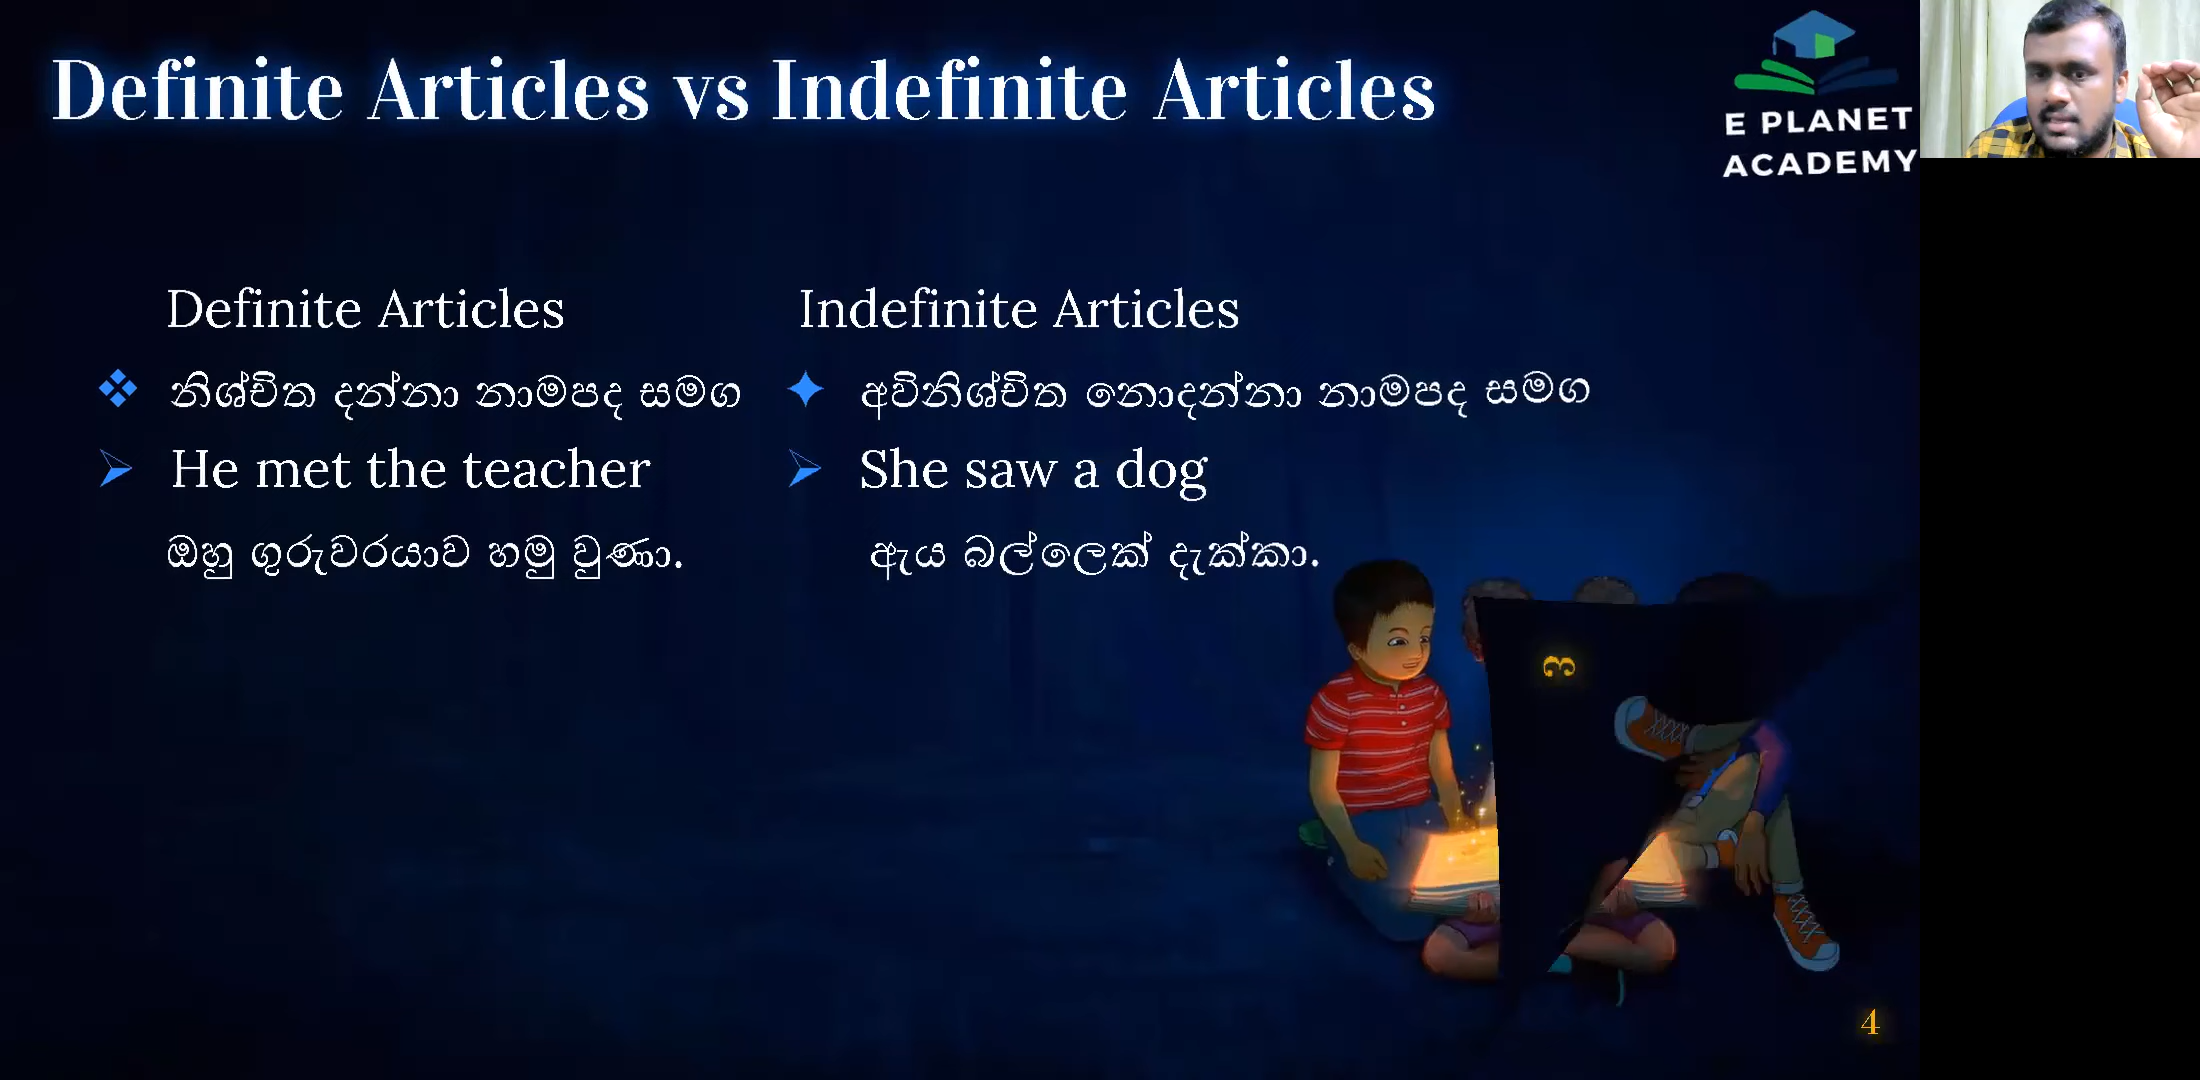 Definite Articles vs Indefinite Articles
E PLANET
ACADEMY
Definite Articles
නිශ්චිත දන්නා නාමපද සමග
He met the teacher
ඔහු ගුරුවරයාව හමු වුණා.
Indefinite Articles
අවිනිශ්චිත නොදන්නා නාමපද සමග
She saw a dog
ඇය බල්ලෙක් දැක්කා.
3
4